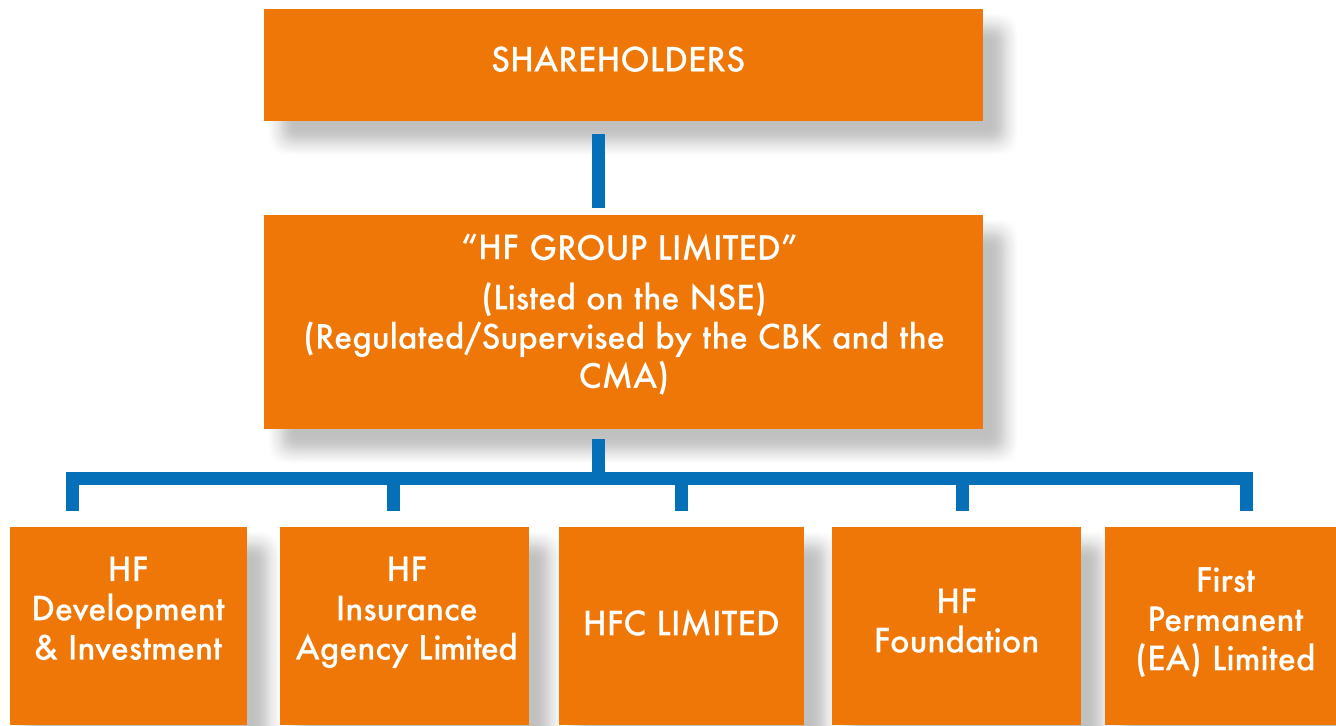 SHAREHOLDERS
“HF GROUP LIMITED”
(Listed on the NSE)
(Regulated/Supervised by the CBK and the
CMA)
HF
Development
& Investment
HF
Insurance
Agency Limited
HFC LIMITED
HF
Foundation
First
Permanent
(EA) Limited